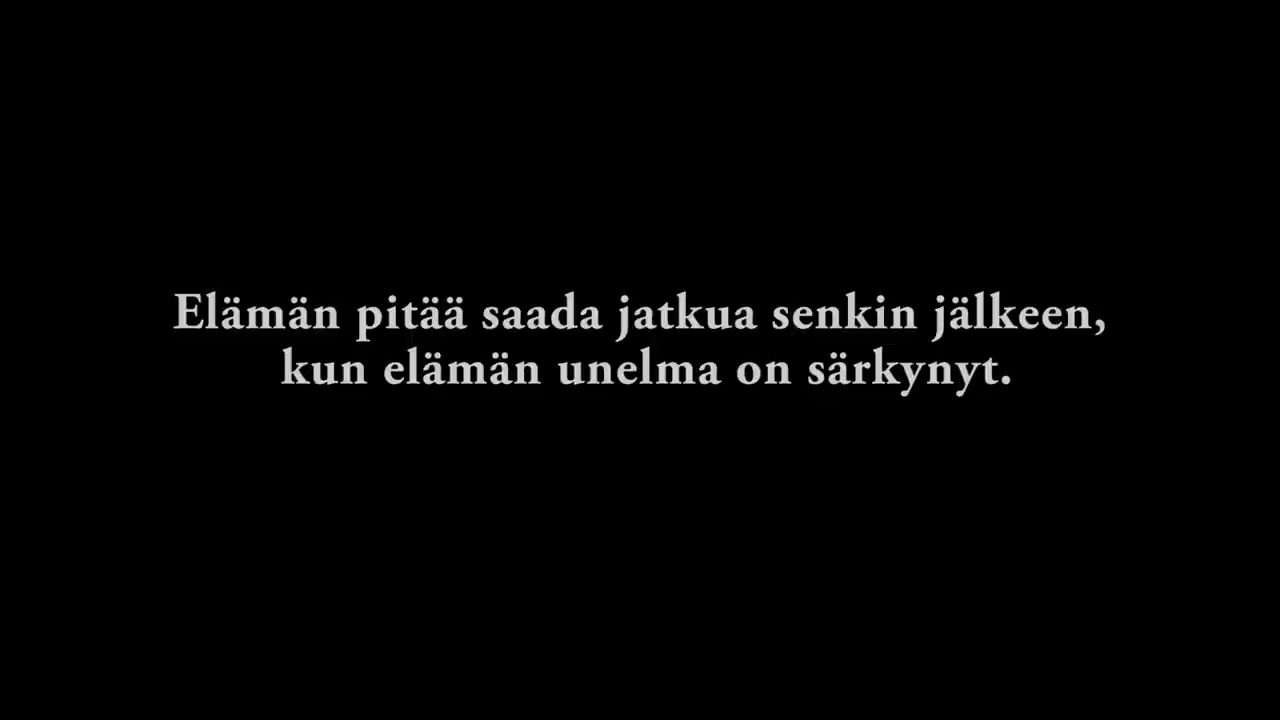 Elämän pitää saada jatkua senkin jälkeen,
kun elämän unelma on särkynyt.